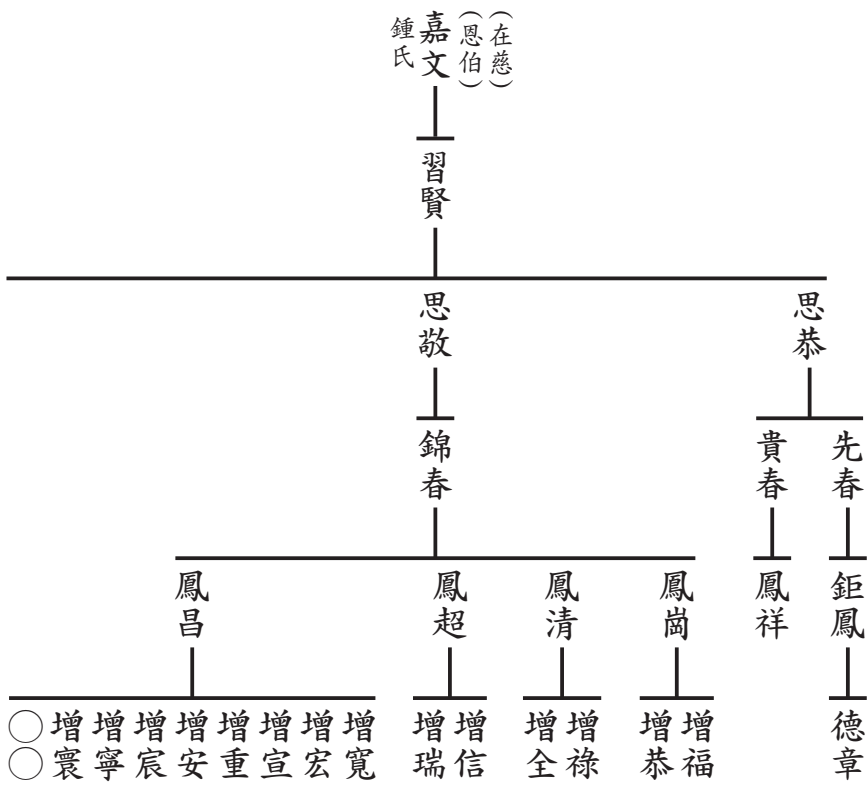 (在慈)
(恩伯)
嘉文
鍾氏
習賢
思恭
思敬
先春
貴春
錦春
鉅鳳
鳳祥
鳳崗
鳳清
鳳超
鳳昌
德章
增福
增恭
增祿
增全
增信
增瑞
增寬
增宏
增宣
增重
增安
增宸
增寧
增寰
◯◯